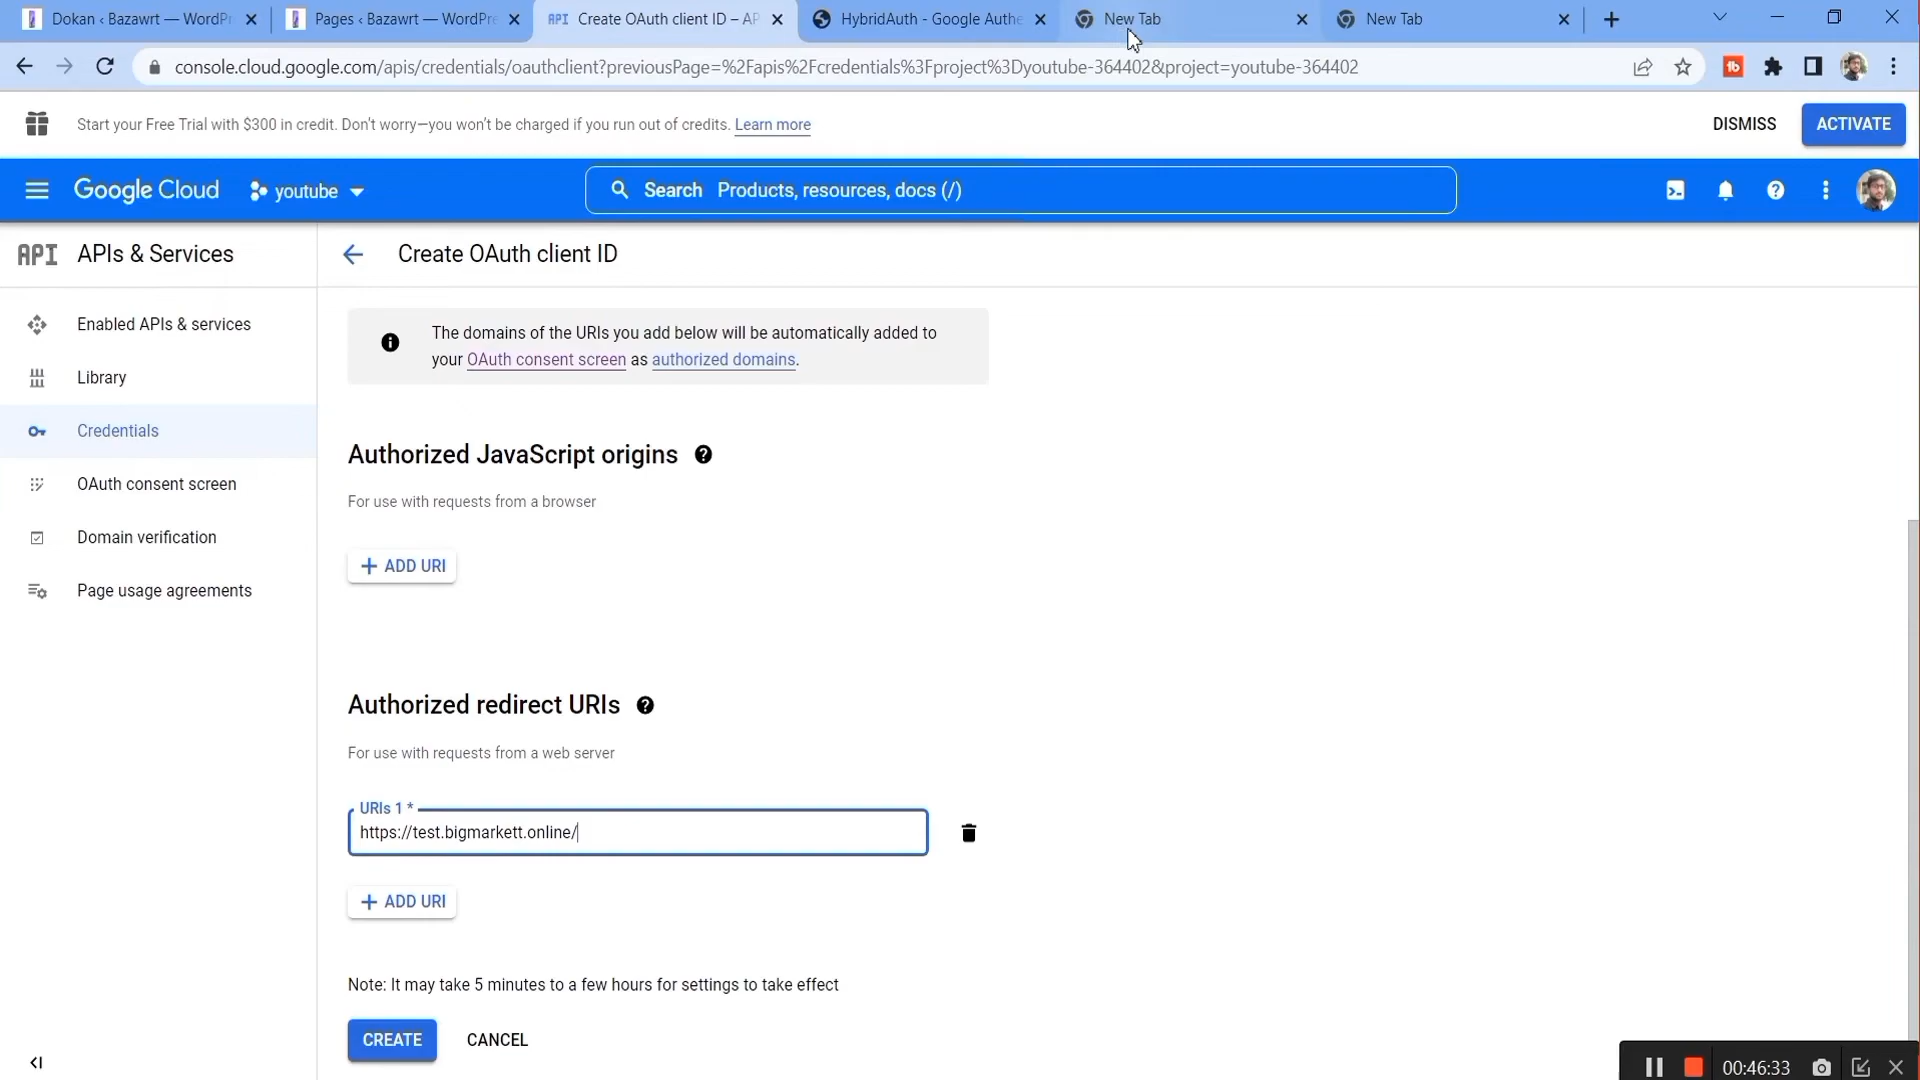 Dokan ‹ Bazawrt — WordPr
Pages ‹ Bazawrt — WordPre
API Create OAuth client ID – AP
HybridAuth - Google Authe
New Tab
New Tab
console.cloud.google.com/apis/credentials/oauthclient?previousPage=%2Fapis%2Fcredentials%3Fproject%3Dyoutube-364402&project=youtube-364402
Start your Free Trial with $300 in credit. Don't worry—you won't be charged if you run out of credits. Learn more
DISMISS
ACTIVATE
Google Cloud
youtube
Search Products, resources, docs (/)
API APIs & Services
Create OAuth client ID
Enabled APIs & services
Library
Credentials
OAuth consent screen
Domain verification
Page usage agreements
The domains of the URIs you add below will be automatically added to
your OAuth consent screen as authorized domains.
Authorized JavaScript origins
For use with requests from a browser
+ ADD URI
Authorized redirect URIs
For use with requests from a web server
URIs 1 *
https://test.bigmarkett.online/
+ ADD URI
Note: It may take 5 minutes to a few hours for settings to take effect
CREATE
CANCEL
00:46:33